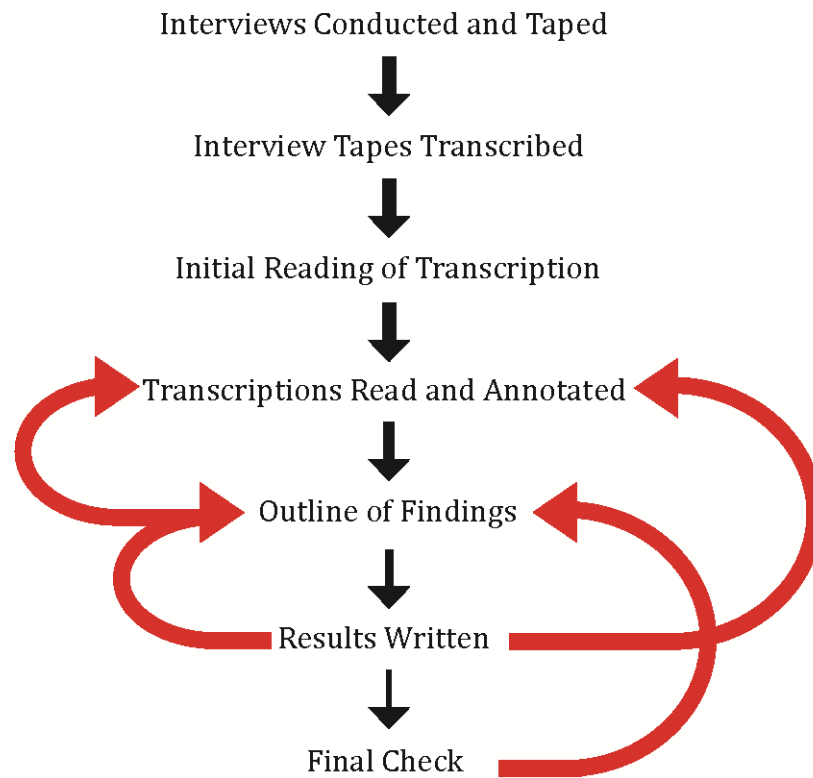 Interviews Conducted and Taped
Interview Tapes Transcribed
Initial Reading of Transcription
Transcriptions Read and Annotated
Outline of Findings
Results Written
Final Check